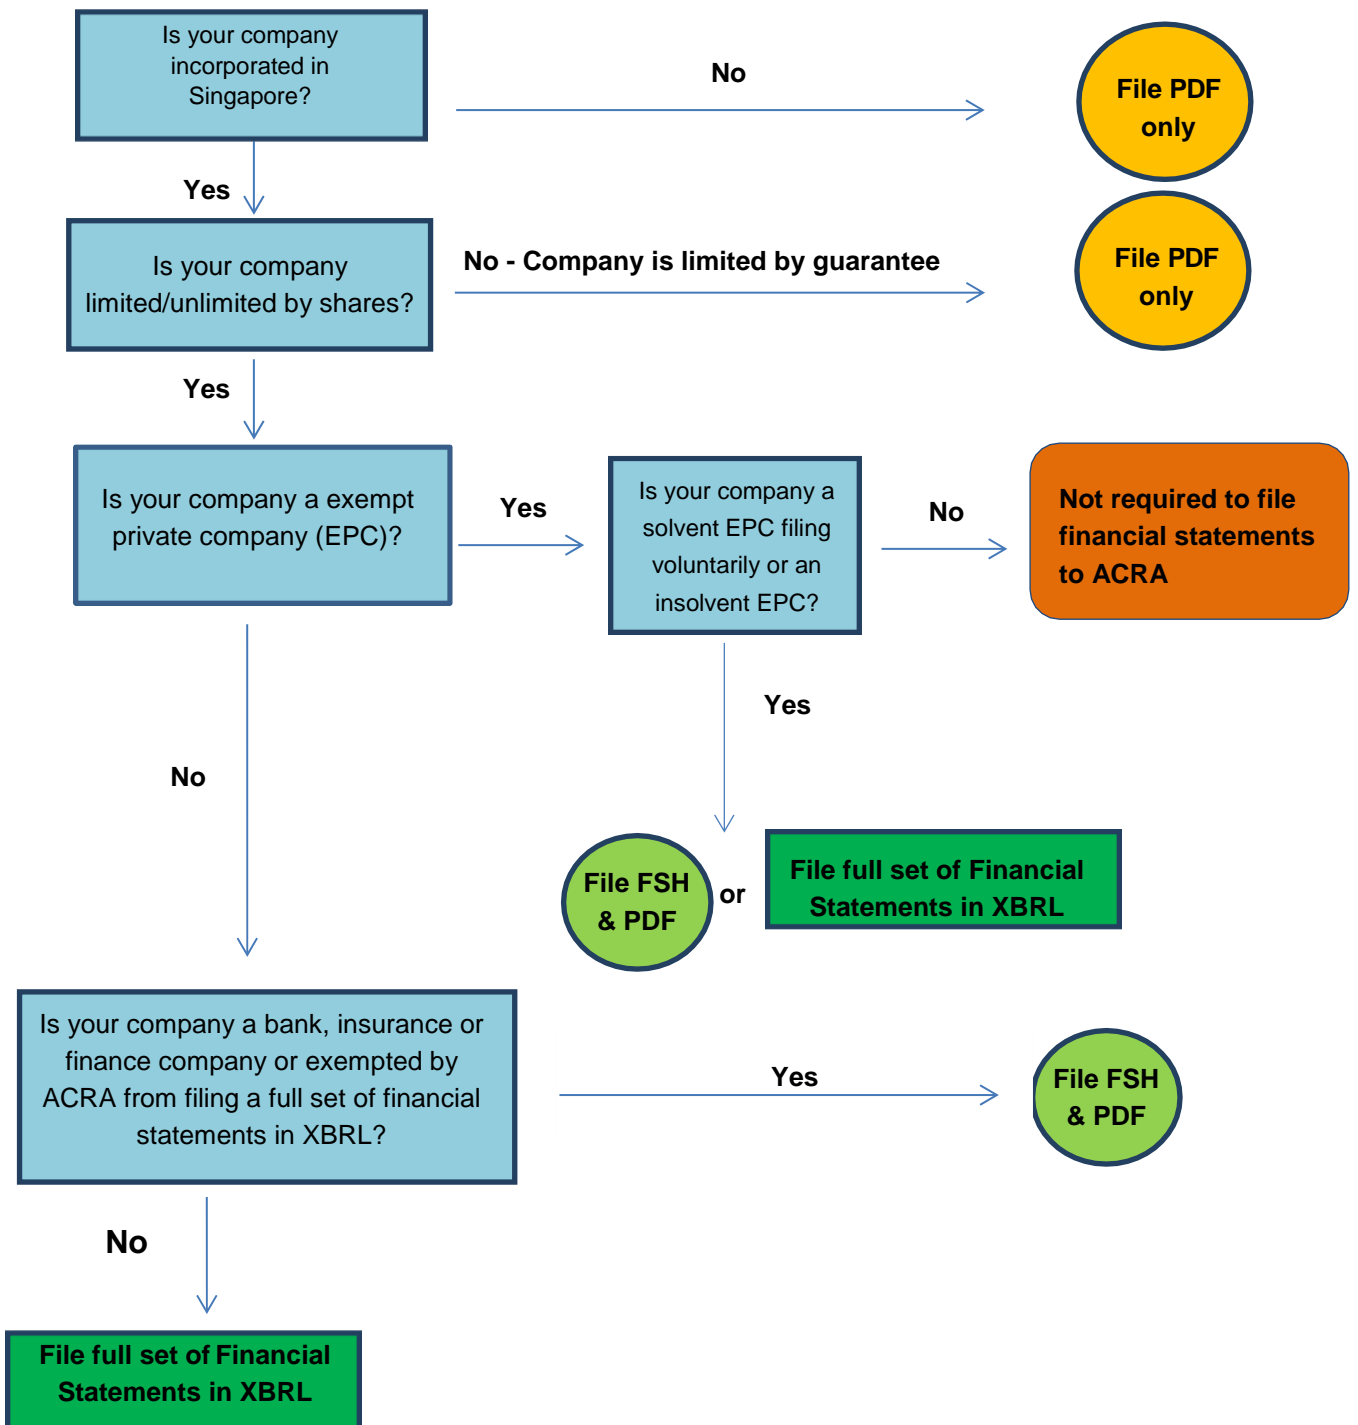 Is your company
incorporated in
Singapore?
No
File PDF
only
Yes
Is your company
limited/unlimited by shares?
No - Company is limited by guarantee
File PDF
only
Yes
Is your company a exempt
private company (EPC)?
Yes
Is your company a
solvent EPC filing
voluntarily or an
insolvent EPC?
No
Not required to file
financial statements
to ACRA
Yes
No
File FSH
& PDF
or
File full set of Financial
Statements in XBRL
Is your company a bank, insurance or
finance company or exempted by
ACRA from filing a full set of financial
statements in XBRL?
Yes
File FSH
& PDF
No
File full set of Financial
Statements in XBRL